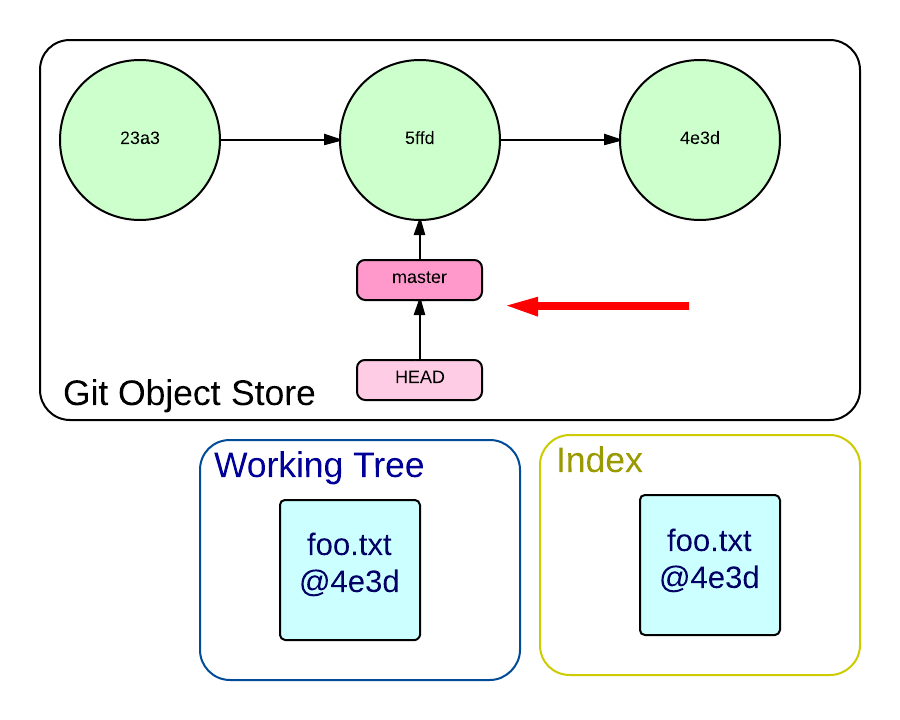 23a3
5ffd
4e3d
master
HEAD
Git Object Store
Working Tree
foo.txt
@4e3d
Index
foo.txt
@4e3d